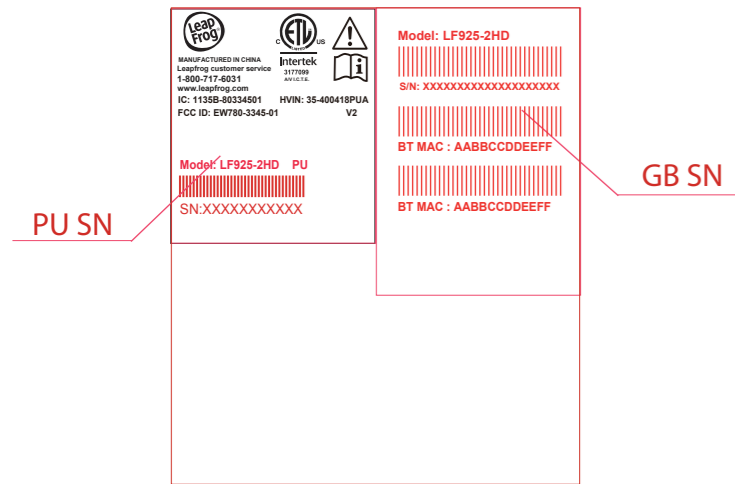 Leap
Frog
C ETL US
LISTED
Intertek
3177099
A/V I.C.T.E.
MANUFACTURED IN CHINA
Leapfrog customer service
1-800-717-6031
www.leapfrog.com
IC: 1135B-80334501 HVIN: 35-400418PUA
FCC ID: EW780-3345-01 V2
Model: LF925-2HD PU
SN:XXXXXXXXXXX
PU SN
Model: LF925-2HD
S/N: XXXXXXXXXXXXXXXXXXXX
BT MAC : AABBCCDDEEFF
BT MAC : AABBCCDDEEFF
GB SN